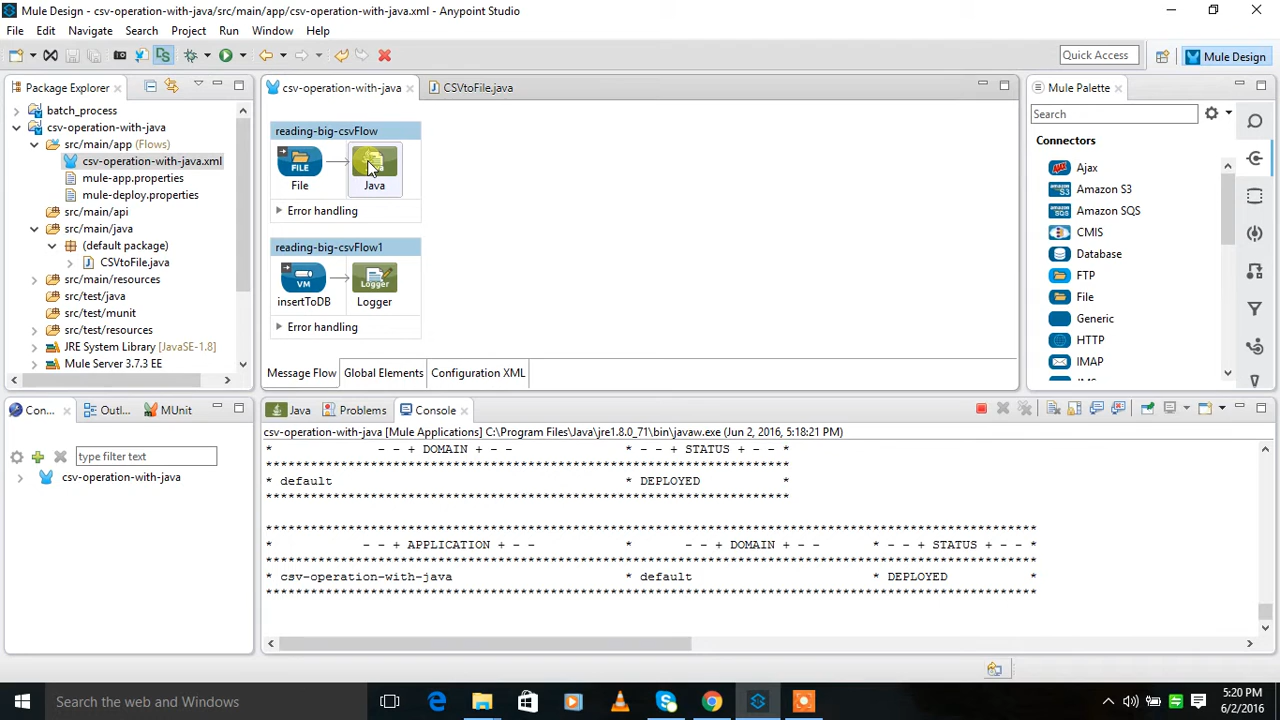 Mule Design - csv-operation-with-java/src/main/app/csv-operation-with-java.xml - Anypoint Studio
File Edit Navigate Search Project Run Window Help
Quick Access
Mule Design
Package Explorer
batch_process
csv-operation-with-java
src/main/app (Flows)
csv-operation-with-java.xml
mule-app.properties
mule-deploy.properties
src/main/api
src/main/java
(default package)
CSVtoFile.java
src/main/resources
src/test/java
src/test/munit
src/test/resources
JRE System Library [JavaSE-1.8]
Mule Server 3.7.3 EE
csv-operation-with-java
CSVtoFile.java
reading-big-csvFlow
FILE
File
Java
Error handling
reading-big-csvFlow1
VM
Logger
insertToDB
Logger
Error handling
Message Flow
Global Elements
Configuration XML
Mule Palette
Search
Connectors
Ajax
Amazon S3
Amazon SQS
CMIS
Database
FTP
File
Generic
HTTP
IMAP
Con...
Outl...
MUnit
type filter text
csv-operation-with-java
Java
Problems
Console
csv-operation-with-java [Mule Applications] C:\Program Files\Java\jre1.8.0_71\bin\javaw.exe (Jun 2, 2016, 5:18:21 PM)
* - - + DOMAIN + - - * - - + STATUS + - - *
*******************************************************************************
* default * DEPLOYED *
*******************************************************************************
*******************************************************************************************************
* - - + APPLICATION + - - * - - + DOMAIN + - - * - - + STATUS + - - *
*******************************************************************************************************
* csv-operation-with-java * default * DEPLOYED *
*******************************************************************************************************
Search the web and Windows
5:20 PM
6/2/2016